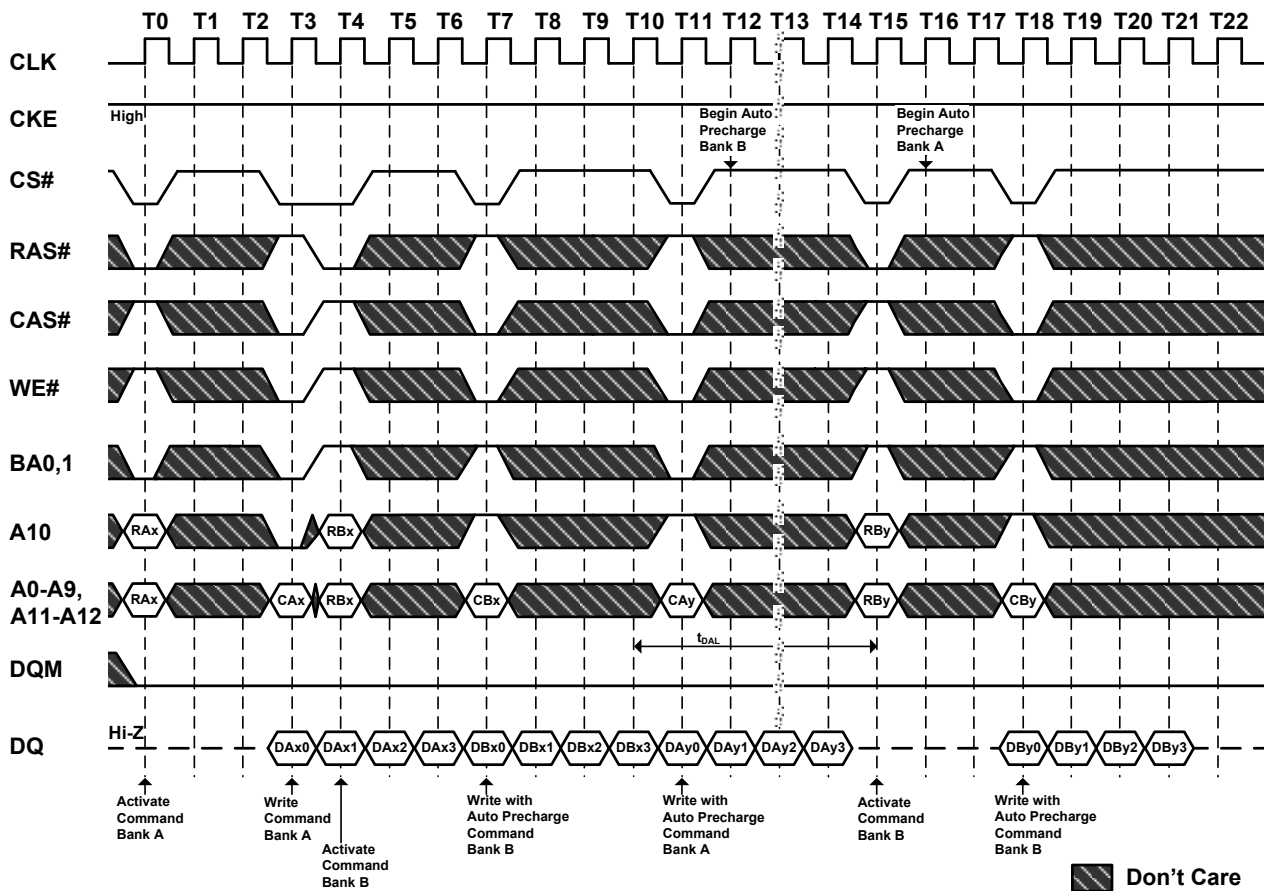 T0 T1 T2 T3 T4 T5 T6 T7 T8 T9 T10 T11 T12 T13 T14 T15 T16 T17 T18 T19 T20 T21 T22
CLK
CKE
High
Begin Auto
Precharge
Bank B
Begin Auto
Precharge
Bank A
CS#
RAS#
CAS#
WE#
BA0,1
A10
RAx RBx RBy
A0-A9,
A11-A12
RAx CAx RBx CBx CAy RBy CBy
tDAL
DQM
DQ
Hi-Z
DAx0 DAx1 DAx2 DAx3 DBx0 DBx1 DBx2 DBx3 DAy0 DAy1 DAy2 DAy3 DBy0 DBy1 DBy2 DBy3
Activate
Command
Bank A
Write
Command
Bank A
Activate
Command
Bank B
Write with
Auto Precharge
Command
Bank B
Write with
Auto Precharge
Command
Bank A
Activate
Command
Bank B
Write with
Auto Precharge
Command
Bank B
Don't Care